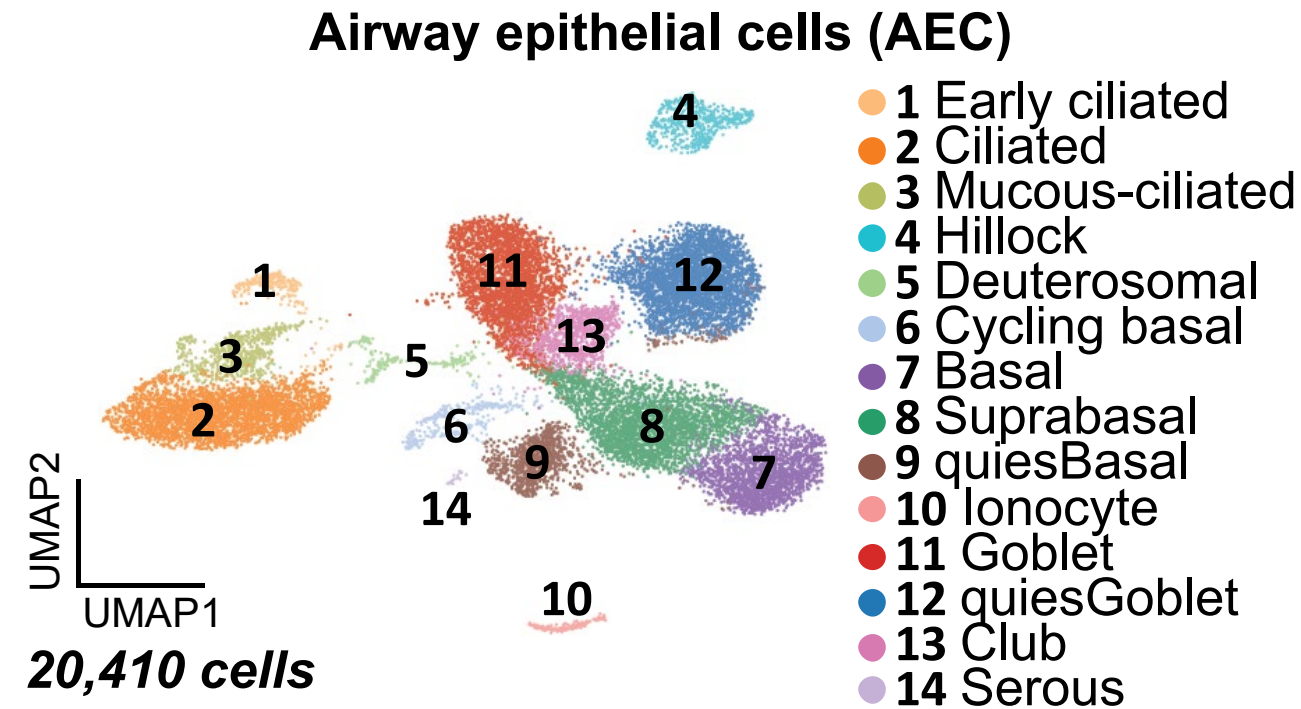 Airway epithelial cells (AEC)
4
1
11
12
13
3
5
2
6
8
9
7
14
10
UMAP2
UMAP1
20,410 cells
1 Early ciliated
2 Ciliated
3 Mucous-ciliated
4 Hillock
5 Deuterosomal
6 Cycling basal
7 Basal
8 Suprabasal
9 quiesBasal
10 Ionocyte
11 Goblet
12 quiesGoblet
13 Club
14 Serous